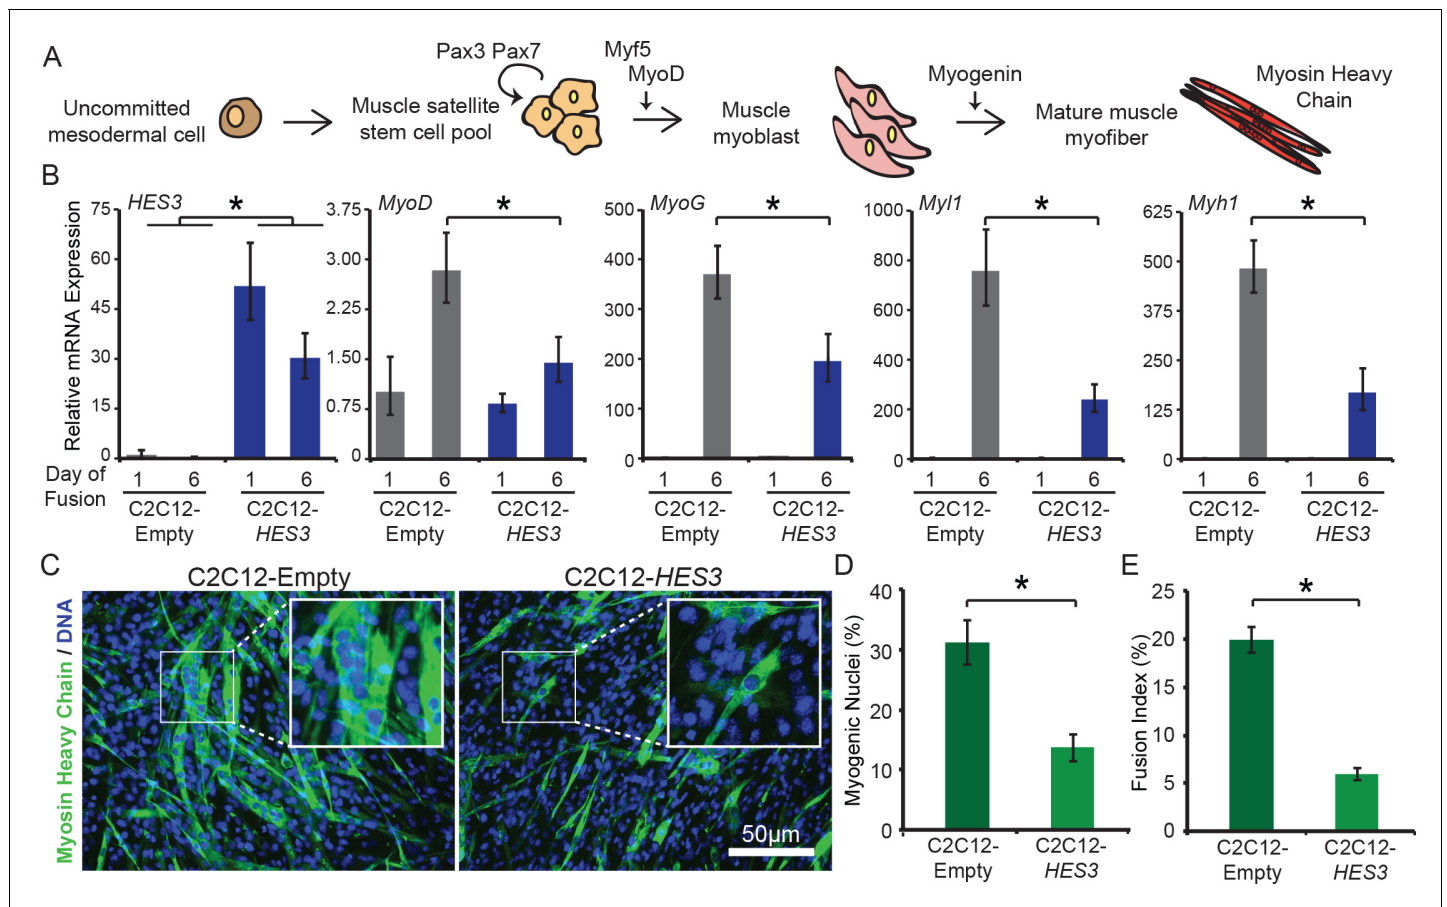 A
Pax3 Pax7
Myf5
MyoD
Myogenin
Myosin Heavy
Chain
Uncommitted
mesodermal cell
Muscle satellite
stem cell pool
Muscle
myoblast
Mature muscle
myofiber
B
Relative mRNA Expression
HES3
*
75
60
45
30
15
0
MyoD
*
3.75
3.00
2.25
1.50
0.75
0
MyoG
*
500
400
300
200
100
0
Myl1
*
1000
800
600
400
200
0
Myh1
*
625
500
375
250
125
0
Day of
Fusion
1 6 1 6
C2C12-
Empty
C2C12-
HES3
1 6 1 6
C2C12-
Empty
C2C12-
HES3
1 6 1 6
C2C12-
Empty
C2C12-
HES3
1 6 1 6
C2C12-
Empty
C2C12-
HES3
1 6 1 6
C2C12-
Empty
C2C12-
HES3
C
C2C12-Empty
C2C12-HES3
Myosin Heavy Chain / DNA
50µm
D
Myogenic Nuclei (%)
*
40
30
20
10
0
C2C12-
Empty
C2C12-
HES3
E
Fusion Index (%)
*
25
20
15
10
5
0
C2C12-
Empty
C2C12-
HES3